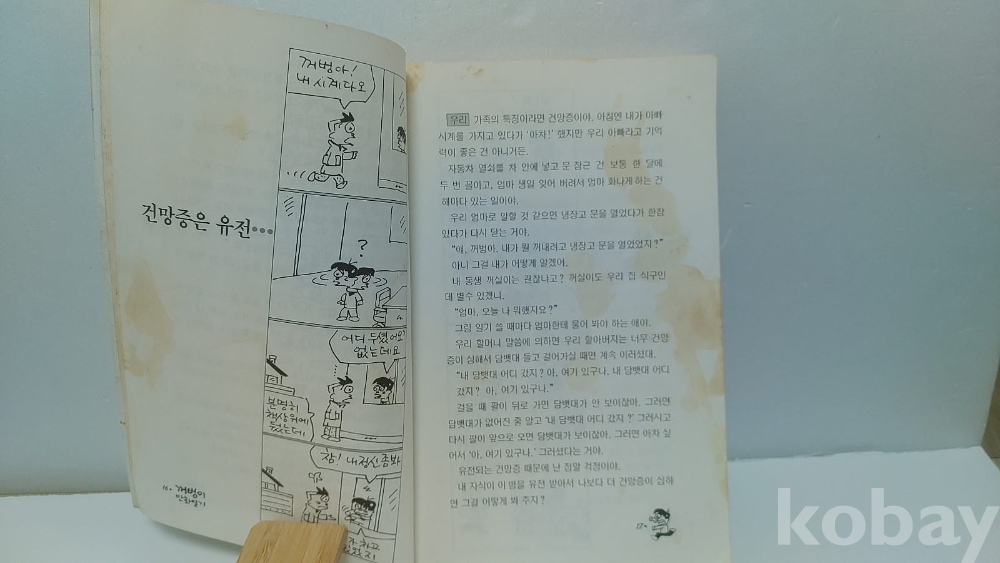 꺼벙아!
내 시계 다오
건망증은 유전…
?
어디 두셨어요?
없는데요
분명히
책상위에
뒀는데
참! 내 정신 좀 봐
16•
꺼벙이
만화일기
우리 가족의 특징이라면 건망증이야. 아침엔 내가 아빠
시계를 가지고 있다가 '아차!' 했지만 우리 아빠라고 기억
력이 좋은 건 아니거든.
자동차 열쇠를 차 안에 넣고 문 잠근 건 보통 한 달에
두 번 꼴이고, 엄마 생일 잊어 버려서 엄마 화나게 하는 건
해마다 있는 일이야.
우리 엄마로 말할 것 같으면 냉장고 문을 열었다가 한참
있다가 다시 닫는 거야.
"얘, 꺼벙아. 내가 뭘 꺼내려고 냉장고 문을 열었었지?"
아니 그걸 내가 어떻게 알겠어.
내 동생 꺼실이는 괜찮냐고? 꺼실이도 우리 집 식구인
데 별수 있겠니.
"엄마, 오늘 나 뭐했지요?"
그림 일기 쓸 때마다 엄마한테 물어 봐야 하는 애야.
우리 할머니 말씀에 의하면 우리 할아버지는 너무 건망
증이 심해서 담뱃대 들고 걸어가실 때면 계속 이러셨대.
"내 담뱃대 어디 갔지? 아, 여기 있구나. 내 담뱃대 어디
갔지? 아, 여기 있구나."
걸을 때 팔이 뒤로 가면 담뱃대가 안 보이잖아. 그러면
담뱃대가 없어진 줄 알고 '내 담뱃대 어디 갔지?' 그러시고
다시 팔이 앞으로 오면 담뱃대가 보이잖아. 그러면 아자 싶
어서 '아, 여기 있구나.' 그러셨다는 거야.
유전되는 건망증 때문에 난 정말 걱정이야.
내 자식이 이 병을 유전 받아서 나보다 더 건망증이 심하
면 그걸 어떻게 봐 주지?
17•
kobay